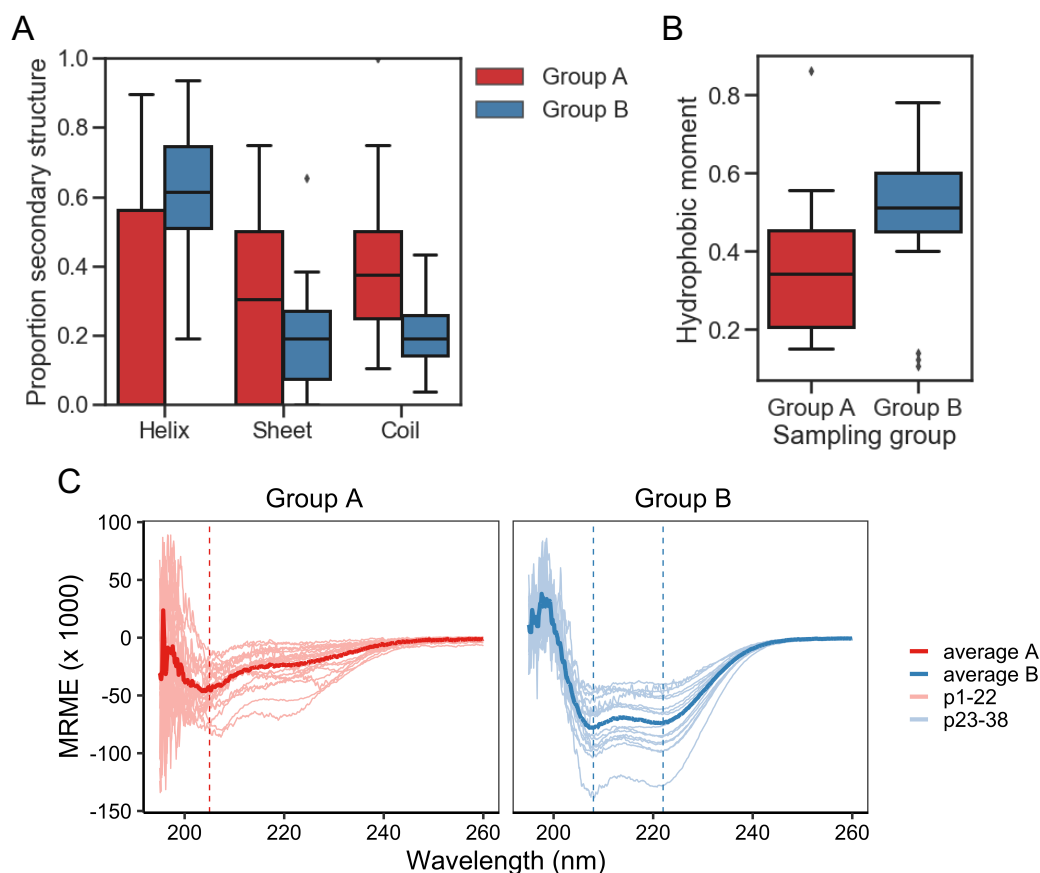 A
B
Proportion secondary structure
1.0
0.8
0.6
0.4
0.2
0.0
Helix
Sheet
Coil
Group A
Group B
Hydrophobic moment
0.8
0.6
0.4
0.2
Group A
Group B
Sampling group
C
Group A
Group B
MRME (x 1000)
100
50
0
-50
-100
-150
200
220
240
260
200
220
240
260
Wavelength (nm)
average A
average B
p1-22
p23-38